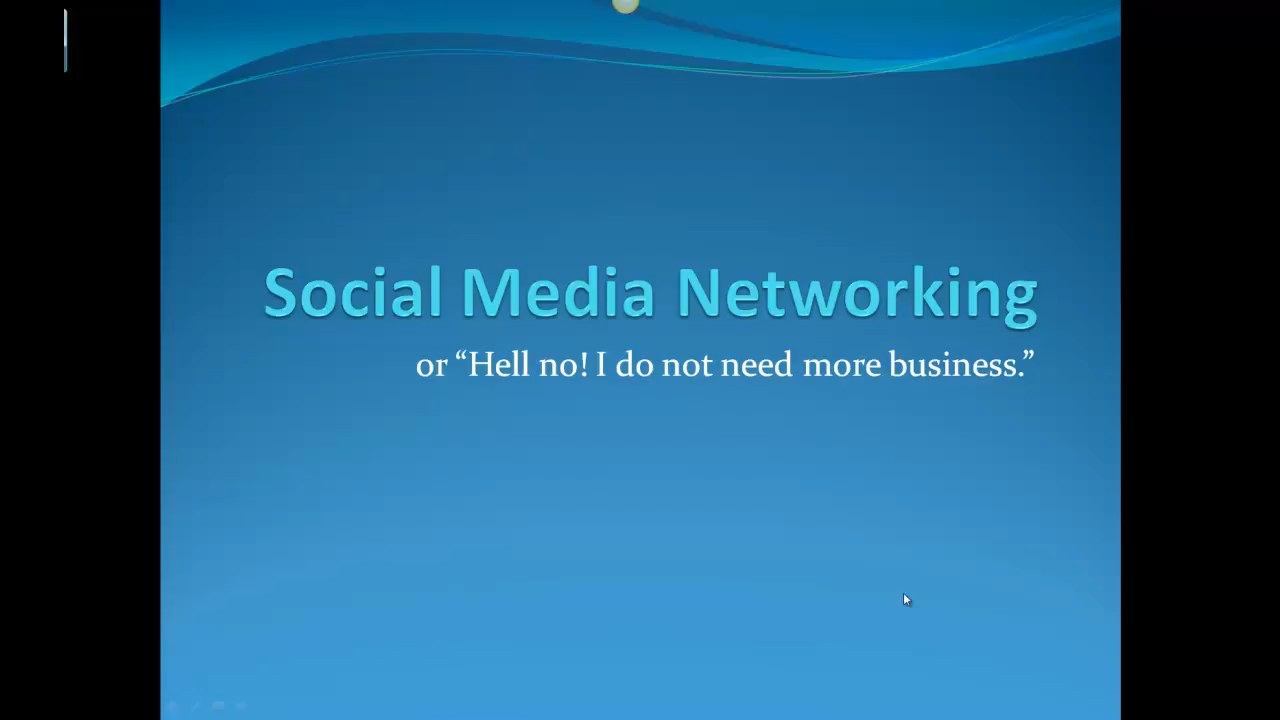 Social Media Networking
or “Hell no! I do not need more business.”